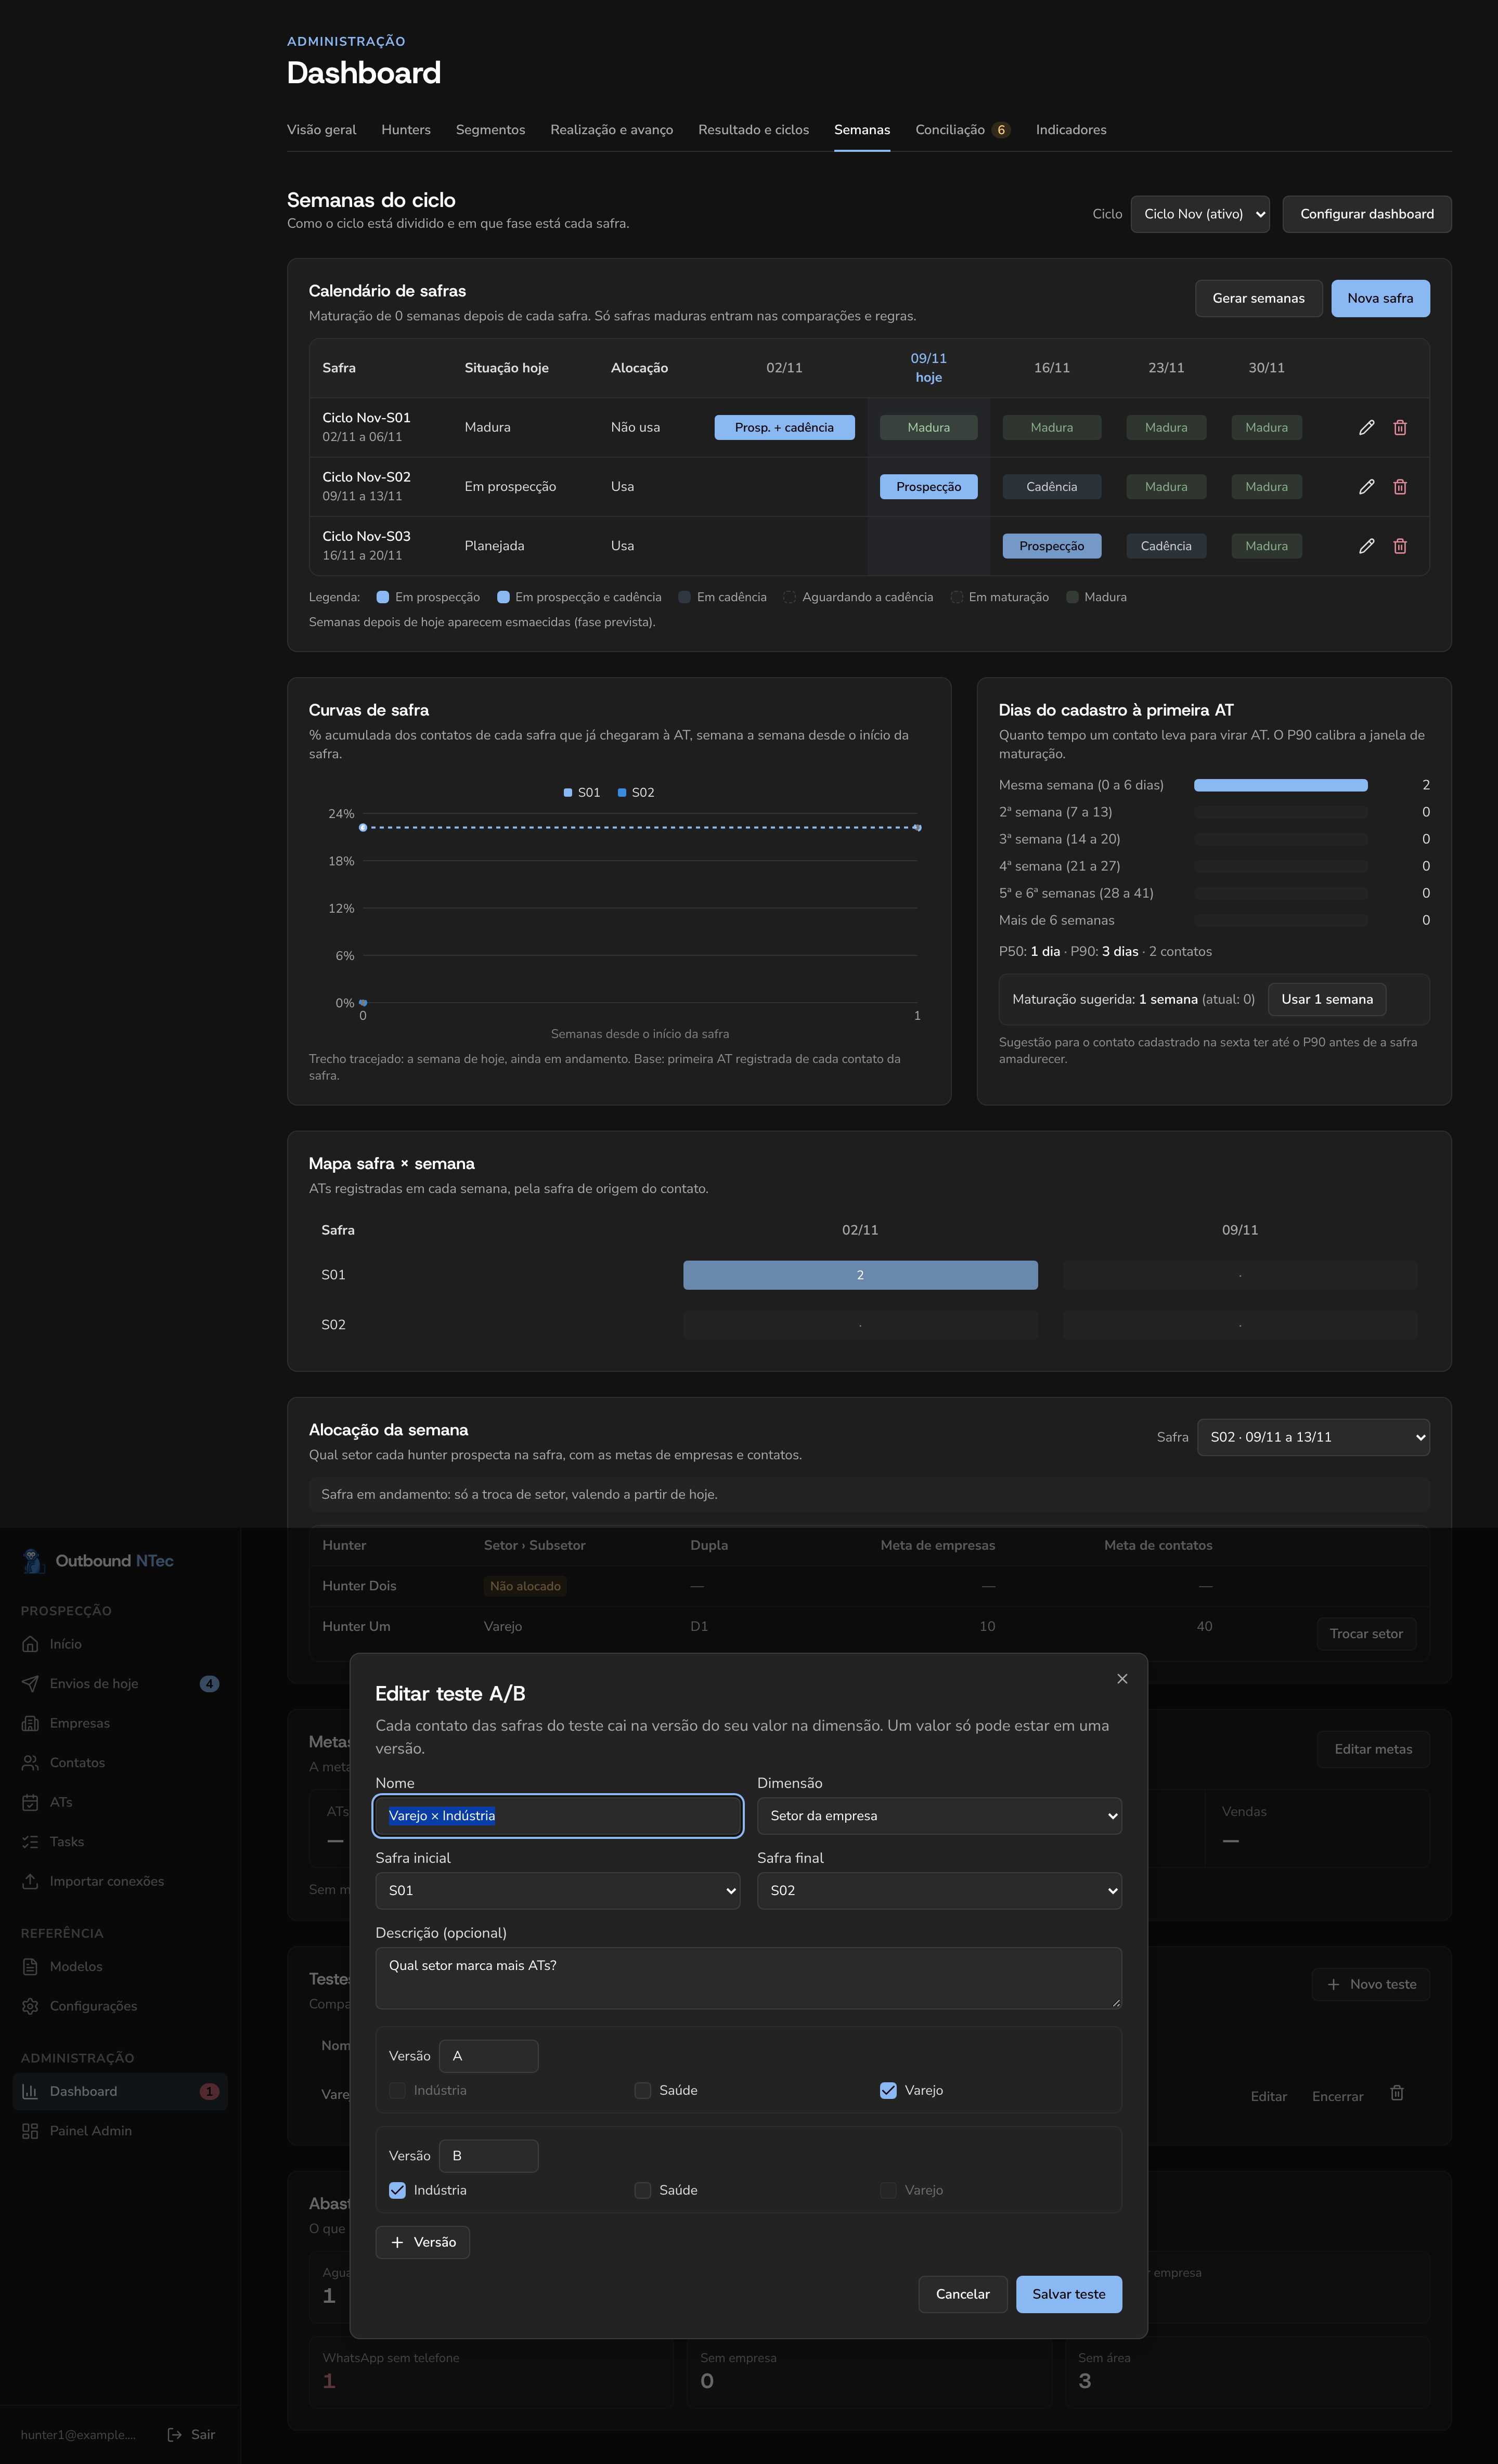 ADMINISTRAÇÃO
Dashboard
Visão geral Hunters Segmentos Realização e avanço Resultado e ciclos Semanas Conciliação 6 Indicadores
Semanas do ciclo
Como o ciclo está dividido e em que fase está cada safra.
Ciclo Ciclo Nov (ativo) Configurar dashboard
Calendário de safras
Maturação de 0 semanas depois de cada safra. Só safras maduras entram nas comparações e regras.
Gerar semanas Nova safra
Safra Situação hoje Alocação 02/11 09/11 hoje 16/11 23/11 30/11
Ciclo Nov-S01
02/11 a 06/11
Madura Não usa Prosp. + cadência Madura Madura Madura Madura
Ciclo Nov-S02
09/11 a 13/11
Em prospecção Usa Prospecção Cadência Madura Madura
Ciclo Nov-S03
16/11 a 20/11
Planejada Usa Prospecção Cadência Madura
Legenda: Em prospecção Em prospecção e cadência Em cadência Aguardando a cadência Em maturação Madura
Semanas depois de hoje aparecem esmaecidas (fase prevista).
Curvas de safra
% acumulada dos contatos de cada safra que já chegaram à AT, semana a semana desde o início da
safra.
S01 S02
24%
18%
12%
6%
0%
0 1
Semanas desde o início da safra
Trecho tracejado: a semana de hoje, ainda em andamento. Base: primeira AT registrada de cada contato da
safra.
Dias do cadastro à primeira AT
Quanto tempo um contato leva para virar AT. O P90 calibra a janela de
maturação.
Mesma semana (0 a 6 dias) 2
2ª semana (7 a 13) 0
3ª semana (14 a 20) 0
4ª semana (21 a 27) 0
5ª e 6ª semanas (28 a 41) 0
Mais de 6 semanas 0
P50: 1 dia · P90: 3 dias · 2 contatos
Maturação sugerida: 1 semana (atual: 0) Usar 1 semana
Sugestão para o contato cadastrado na sexta ter até o P90 antes de a safra
amadurecer.
Mapa safra × semana
ATs registradas em cada semana, pela safra de origem do contato.
Safra 02/11 09/11
S01 2 ·
S02 · ·
Alocação da semana
Qual setor cada hunter prospecta na safra, com as metas de empresas e contatos.
Safra S02 · 09/11 a 13/11
Safra em andamento: só a troca de setor, valendo a partir de hoje.
Hunter Setor › Subsetor Dupla Meta de empresas Meta de contatos
Hunter Dois Não alocado — — —
Hunter Um Varejo D1 10 40 Trocar setor
Outbound NTec
PROSPECÇÃO
Início
Envios de hoje 4
Empresas
Contatos
ATs
Tasks
Importar conexões
REFERÊNCIA
Modelos
Configurações
ADMINISTRAÇÃO
Dashboard 1
Painel Admin
hunter1@example.... Sair
Metas
A meta
Editar metas
ATs
—
Vendas
—
Sem m
Testes
Compa
Novo teste
Nom
Vare
Editar Encerrar
Abast
O que
Agua
1
empresa
WhatsApp sem telefone
1
Sem empresa
0
Sem área
3
Editar teste A/B
Cada contato das safras do teste cai na versão do seu valor na dimensão. Um valor só pode estar em uma
versão.
Nome Dimensão
Varejo × Indústria Setor da empresa
Safra inicial Safra final
S01 S02
Descrição (opcional)
Qual setor marca mais ATs?
Versão A
Indústria Saúde Varejo
Versão B
Indústria Saúde Varejo
Versão
Cancelar Salvar teste